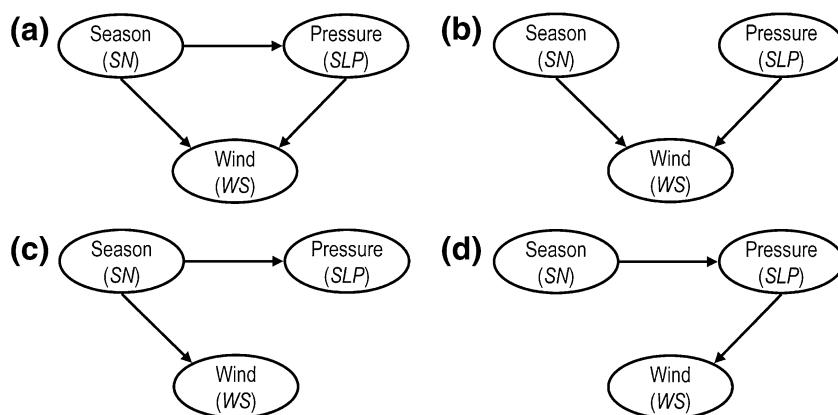 (a)
Season
(SN)
Pressure
(SLP)
Wind
(WS)
(b)
Season
(SN)
Pressure
(SLP)
Wind
(WS)
(c)
Season
(SN)
Pressure
(SLP)
Wind
(WS)
(d)
Season
(SN)
Pressure
(SLP)
Wind
(WS)